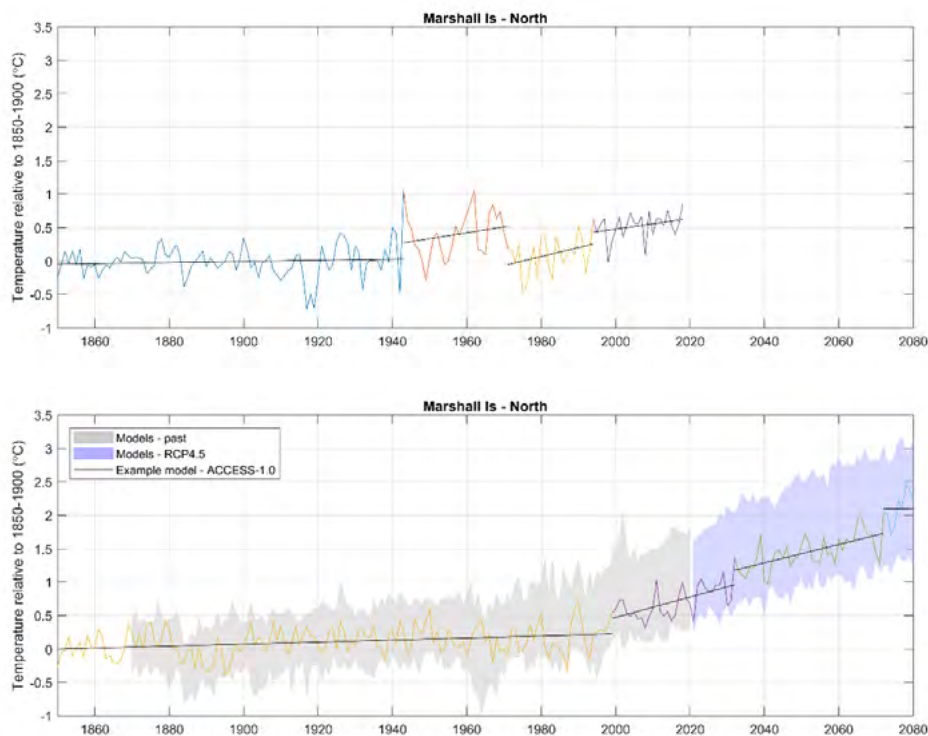 Marshall Is - North
Temperature relative to 1850-1900 (°C)
3.5
3
2.5
2
1.5
1
0.5
0
-0.5
-1
1860 1880 1900 1920 1940 1960 1980 2000 2020 2040 2060 2080
Marshall Is - North
Temperature relative to 1850-1900 (°C)
3.5
3
2.5
2
1.5
1
0.5
0
-0.5
-1
Models - past
Models - RCP4.5
Example model - ACCESS-1.0
1860 1880 1900 1920 1940 1960 1980 2000 2020 2040 2060 2080